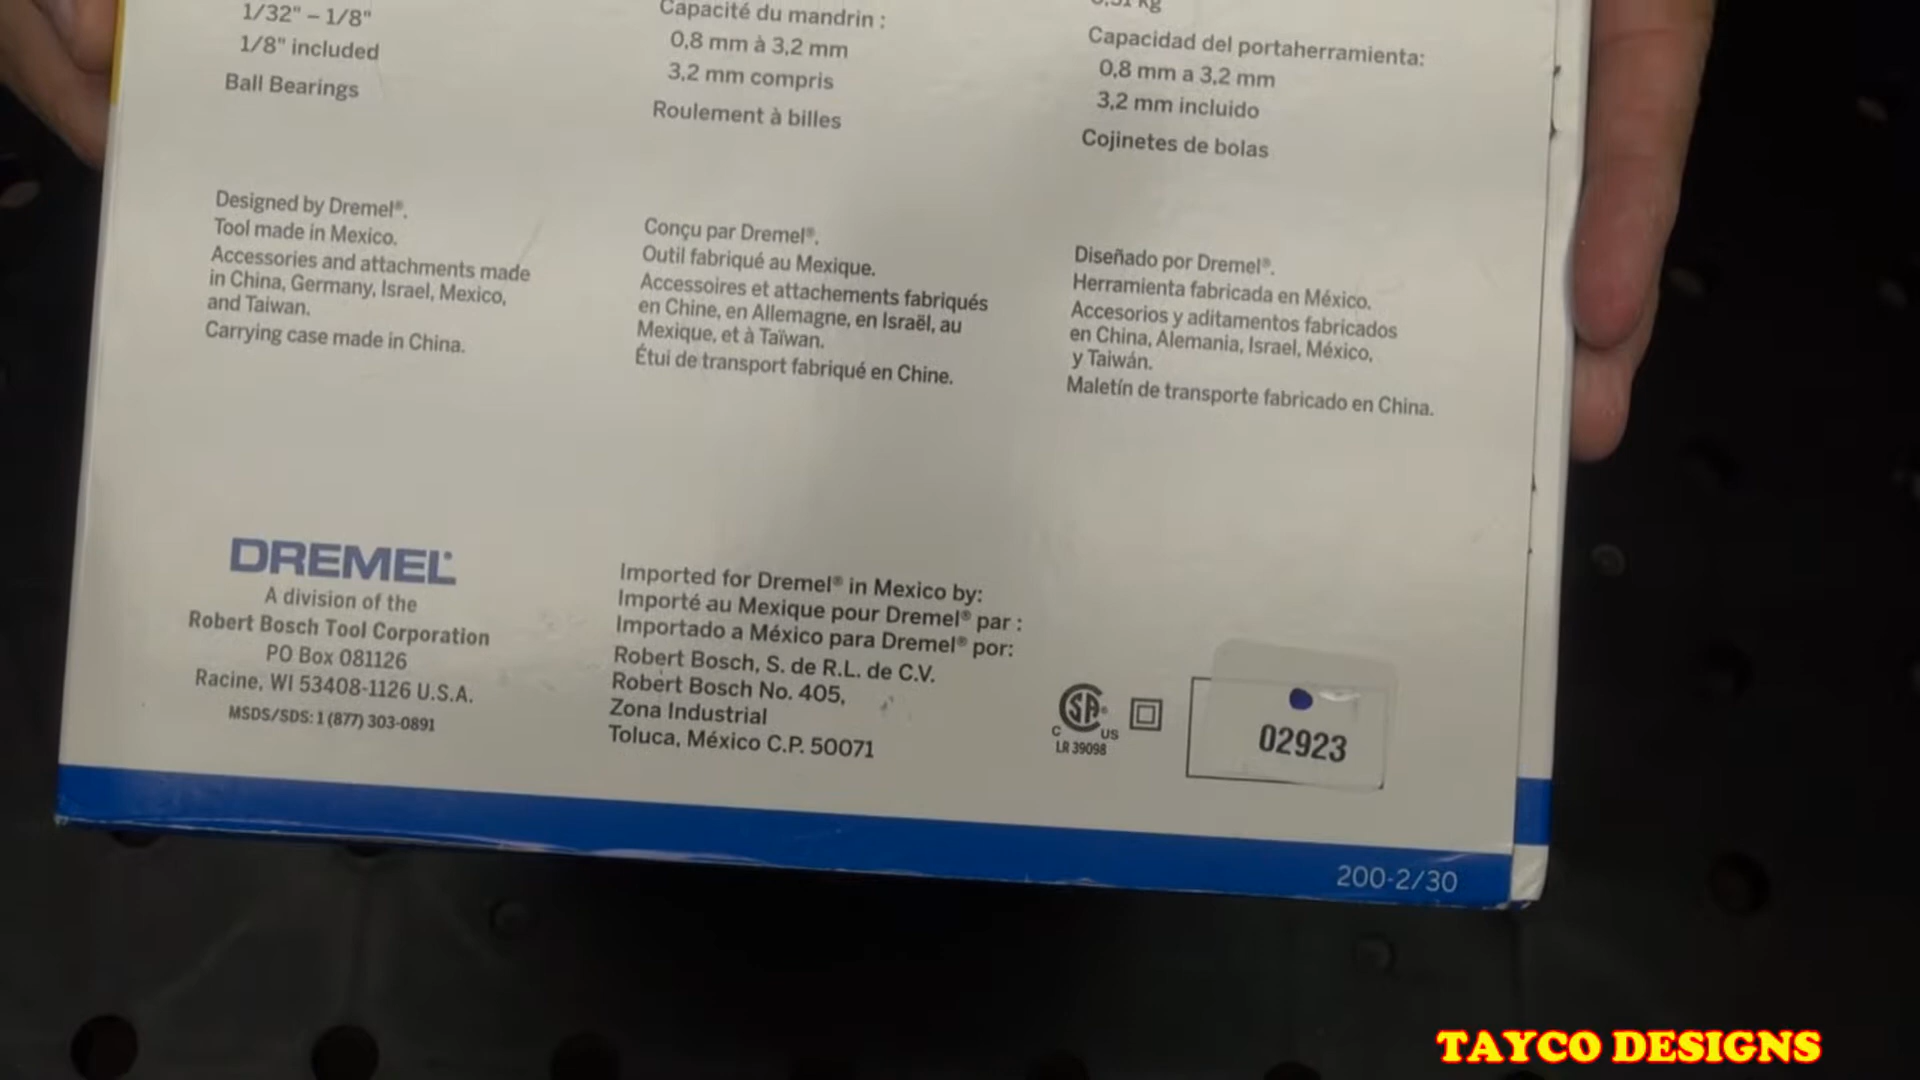 1/32" – 1/8"
1/8" included
Ball Bearings
Capacité du mandrin :
0,8 mm à 3,2 mm
3,2 mm compris
Roulement à billes
Capacidad del portaherramienta:
0,8 mm a 3,2 mm
3,2 mm incluido
Cojinetes de bolas
Designed by Dremel®.
Tool made in Mexico.
Accessories and attachments made
in China, Germany, Israel, Mexico,
and Taiwan.
Carrying case made in China.
Conçu par Dremel®.
Outil fabriqué au Mexique.
Accessoires et attachements fabriqués
en Chine, en Allemagne, en Israël, au
Mexique, et à Taïwan.
Étui de transport fabriqué en Chine.
Diseñado por Dremel®.
Herramienta fabricada en México.
Accesorios y aditamentos fabricados
en China, Alemania, Israel, México,
y Taiwán.
Maletín de transporte fabricado en China.
DREMEL®
A division of the
Robert Bosch Tool Corporation
PO Box 081126
Racine, WI 53408-1126 U.S.A.
MSDS/SDS: 1 (877) 303-0891
Imported for Dremel® in Mexico by:
Importé au Mexique pour Dremel® par :
Importado a México para Dremel® por:
Robert Bosch, S. de R.L. de C.V.
Robert Bosch No. 405,
Zona Industrial
Toluca, México C.P. 50071
SA®
C US
LR 39098
02923
200-2/30
TAYCO DESIGNS